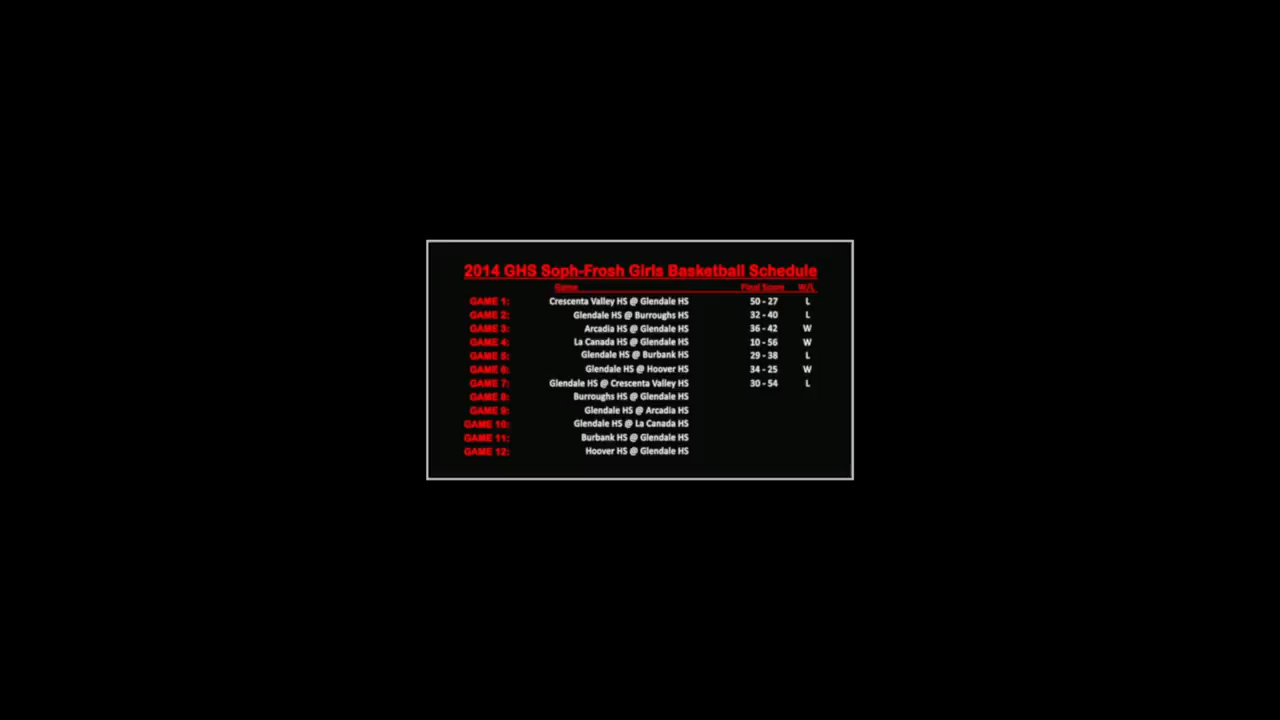 2014 GHS Soph-Frosh Girls Basketball Schedule
Game Final Score W/L
GAME 1: Crescenta Valley HS @ Glendale HS 50 - 27 L
GAME 2: Glendale HS @ Burroughs HS 32 - 40 L
GAME 3: Arcadia HS @ Glendale HS 36 - 42 W
GAME 4: La Canada HS @ Glendale HS 10 - 56 W
GAME 5: Glendale HS @ Burbank HS 29 - 38 L
GAME 6: Glendale HS @ Hoover HS 34 - 25 W
GAME 7: Glendale HS @ Crescenta Valley HS 30 - 54 L
GAME 8: Burroughs HS @ Glendale HS
GAME 9: Glendale HS @ Arcadia HS
GAME 10: Glendale HS @ La Canada HS
GAME 11: Burbank HS @ Glendale HS
GAME 12: Hoover HS @ Glendale HS